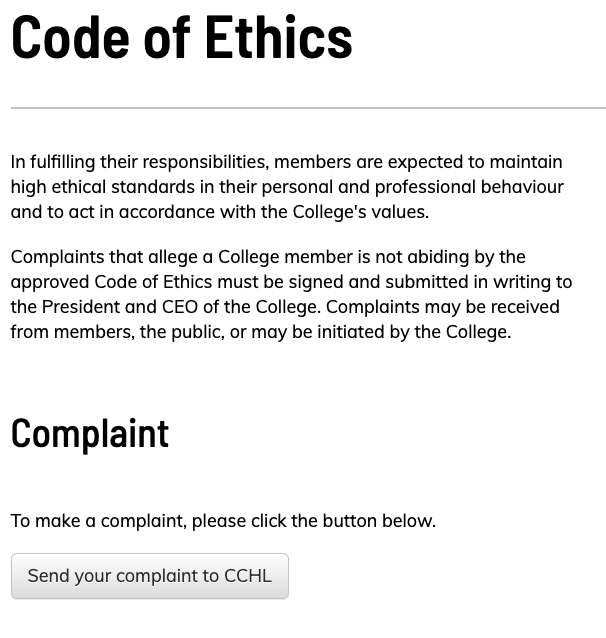 Code of Ethics
In fulfilling their responsibilities, members are expected to maintain
high ethical standards in their personal and professional behaviour
and to act in accordance with the College's values.
Complaints that allege a College member is not abiding by the
approved Code of Ethics must be signed and submitted in writing to
the President and CEO of the College. Complaints may be received
from members, the public, or may be initiated by the College.
Complaint
To make a complaint, please click the button below.
Send your complaint to CCHL